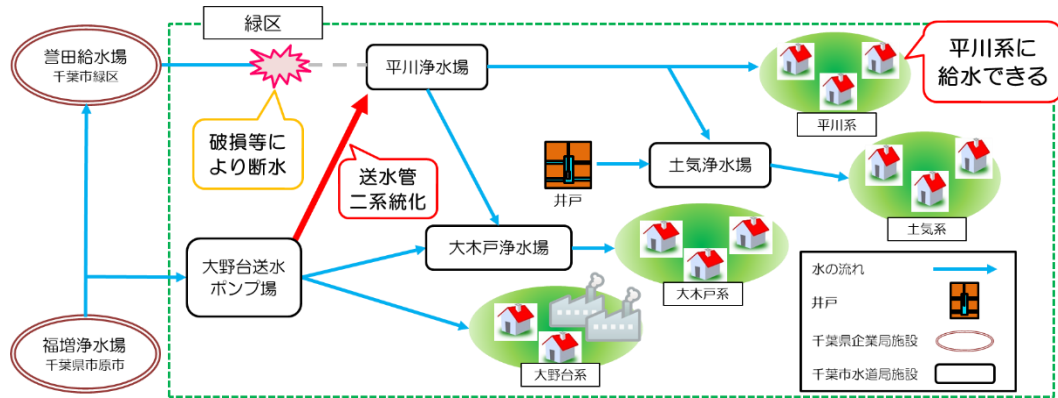 緑区
誉田給水場
千葉市緑区
平川浄水場
平川系に
給水できる
平川系
破損等に
より断水
送水管
二系統化
井戸
土気浄水場
土気系
大野台送水
ポンプ場
大木戸浄水場
大木戸系
福増浄水場
千葉県市原市
大野台系
水の流れ
井戸
千葉県企業局施設
千葉市水道局施設